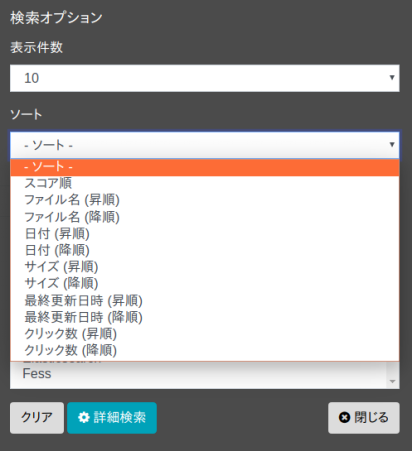 検索オプション
表示件数
10
ソート
- ソート -
- ソート -
スコア順
ファイル名 (昇順)
ファイル名 (降順)
日付 (昇順)
日付 (降順)
サイズ (昇順)
サイズ (降順)
最終更新日時 (昇順)
最終更新日時 (降順)
クリック数 (昇順)
クリック数 (降順)
Fess
クリア 詳細検索 閉じる